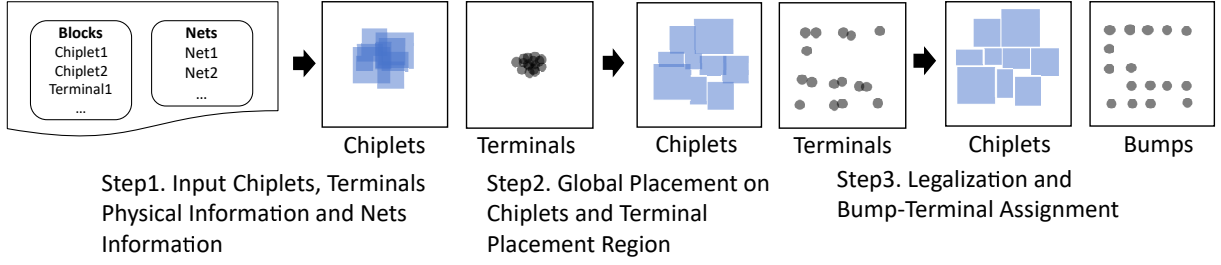 Blocks
Chiplet1
Chiplet2
Terminal1
...
Nets
Net1
Net2
...
Chiplets
Terminals
Chiplets
Terminals
Chiplets
Bumps
Step1. Input Chiplets, Terminals
Physical Information and Nets
Information
Step2. Global Placement on
Chiplets and Terminal
Placement Region
Step3. Legalization and
Bump-Terminal Assignment